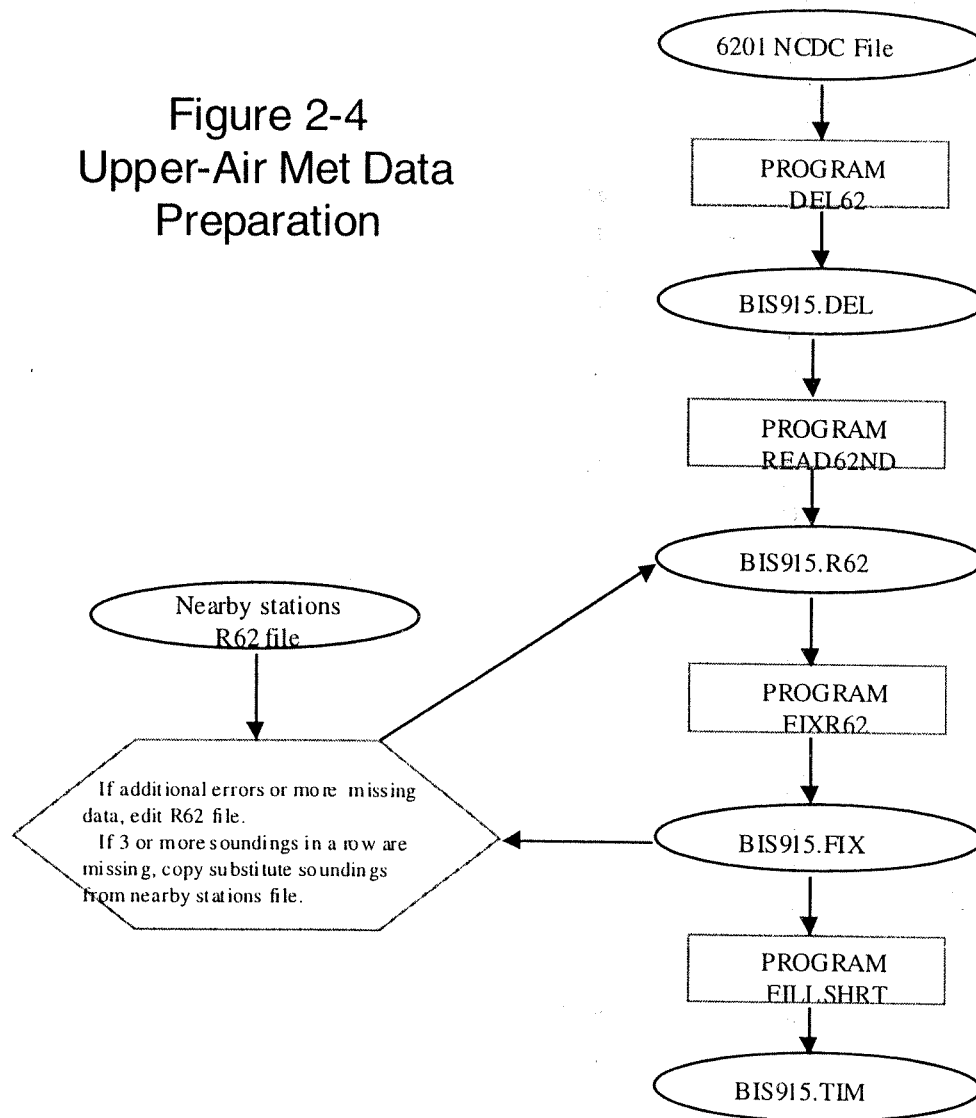 Figure 2-4
Upper-Air Met Data
Preparation
6201 NCDC File
PROGRAM
DEL62
BIS915.DEL
PROGRAM
READ62ND
BIS915.R62
Nearby stations
R62 file
PROGRAM
FIXR62
If additional errors or more missing
data, edit R62 file.
If 3 or more soundings in a row are
missing, copy substitute soundings
from nearby stations file.
BIS915.FIX
PROGRAM
FILLSHRT
BIS915.TIM